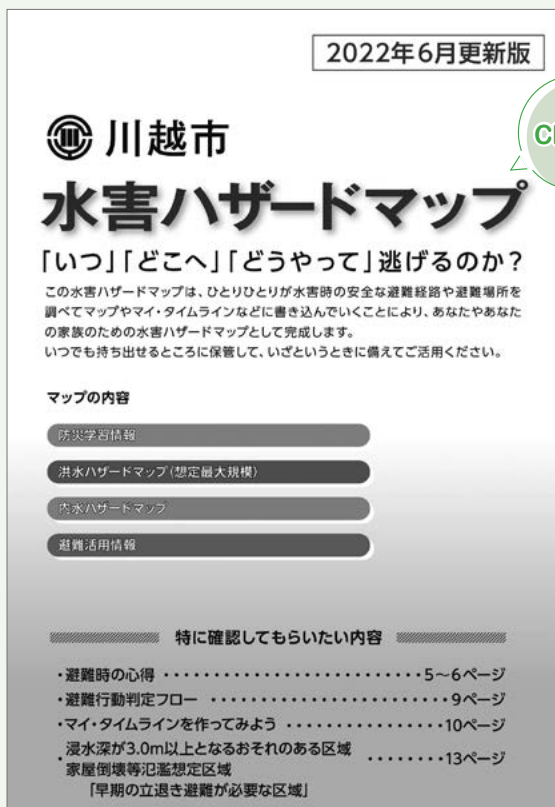 2022年6月更新版
川越市
水害ハザードマップ
「いつ」「どこへ」「どうやって」逃げるのか?
この水害ハザードマップは、ひとりひとりが水害時の安全な避難経路や避難場所を
調べてマップやマイ・タイムラインなどに書き込んでいくことにより、あなたやあなた
の家族のための水害ハザードマップとして完成します。
いつでも持ち出せるところに保管して、いざというときに備えてご活用ください。
マップの内容
防災学習情報
洪水ハザードマップ(想定最大規模)
内水ハザードマップ
避難活用情報
特に確認してもらいたい内容
・避難時の心得・・・・・・・・・・・・・・・・・・・・・・・・・・5~6ページ
・避難行動判定フロー・・・・・・・・・・・・・・・・・・・・・・・9ページ
・マイ・タイムラインを作ってみよう・・・・・・・・・・・・・・・・10ページ
・浸水深が3.0m以上となるおそれのある区域
家屋倒壊等氾濫想定区域・・・・・・・・13ページ
「早期の立退き避難が必要な区域」